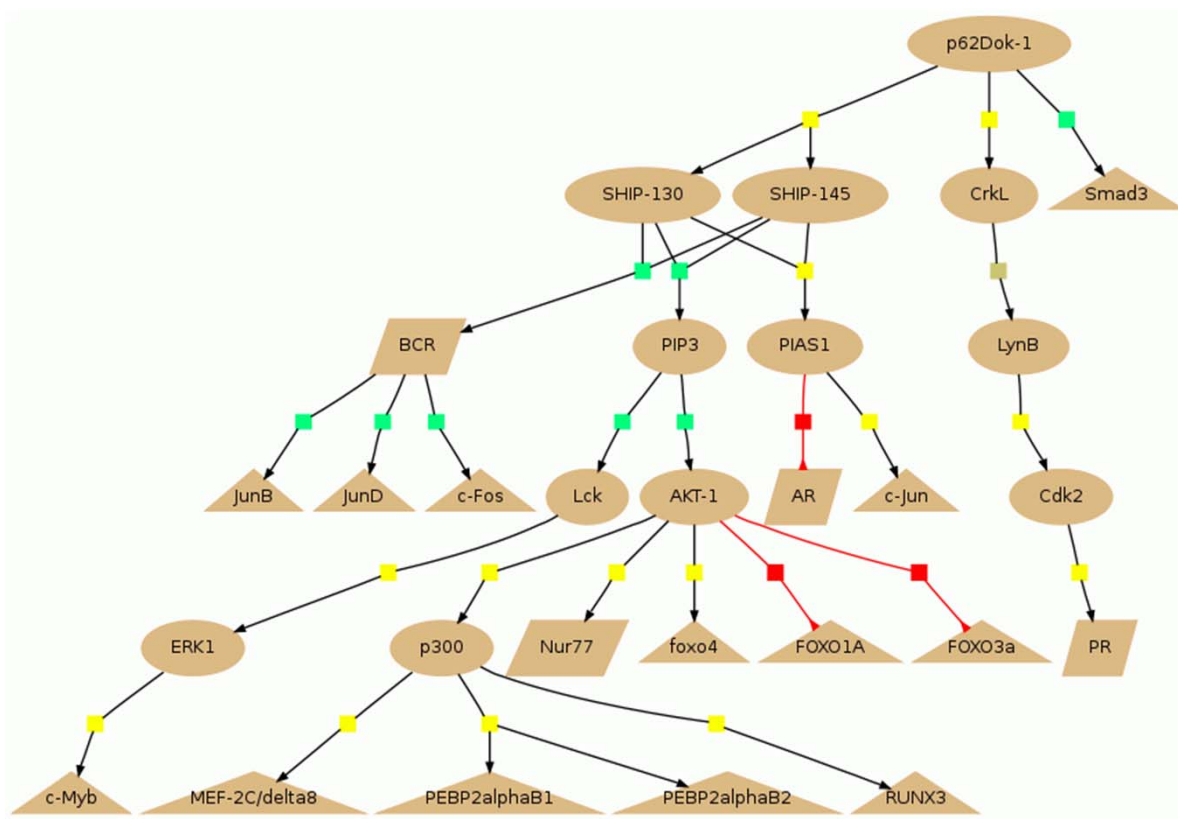 p62Dok-1
SHIP-130
SHIP-145
CrkL
Smad3
BCR
PIP3
PIAS1
LynB
JunB
JunD
c-Fos
Lck
AKT-1
AR
c-Jun
Cdk2
ERK1
p300
Nur77
foxo4
FOXO1A
FOXO3a
PR
c-Myb
MEF-2C/delta8
PEBP2alphaB1
PEBP2alphaB2
RUNX3